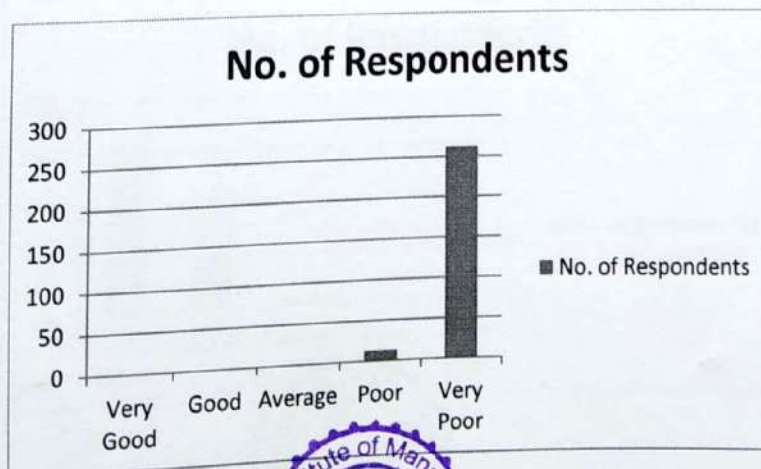 No. of Respondents
300
250
200
150
100
50
0
Very Good
Good
Average
Poor
Very Poor
No. of Respondents
of